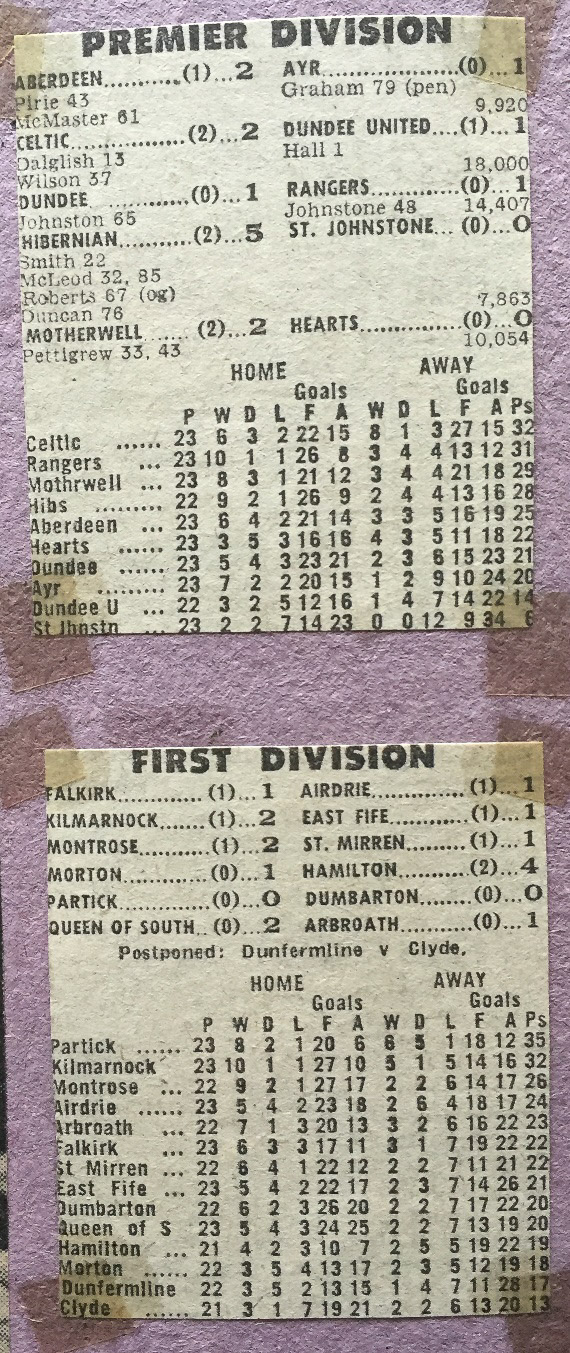 PREMIER DIVISION
ABERDEEN...........(1)...2 AYR....................(0)...1
Pirie 43 Graham 79 (pen)
McMaster 61 9,920
CELTIC.................(2)...2 DUNDEE UNITED....(1)...1
Dalglish 13 Hall 1
Wilson 37 18,000
DUNDEE ............(0)...1 RANGERS..............(0)...1
Johnston 65 Johnstone 48 14,407
HIBERNIAN...........(2)...5 ST. JOHNSTONE... (0)...0
Smith 22
McLeod 32, 85
Roberts 67 (og)
Duncan 76 7,863
MOTHERWELL ...... (2)...2 HEARTS...............(0)...0
Pettigrew 33, 43 10,054
HOME AWAY
Goals Goals
P W D L F A W D L F A Ps
Celtic ...... 23 6 3 2 22 15 8 1 3 27 15 32
Rangers ... 23 10 1 1 26 8 3 4 4 13 12 31
Mothrwell ... 23 8 3 1 21 12 3 4 4 21 18 29
Hibs ......... 22 9 2 1 26 9 2 4 4 13 16 28
Aberdeen ... 23 6 4 2 21 14 3 3 5 16 19 25
Hearts ...... 23 3 5 3 16 16 4 3 5 11 18 22
Dundee ...... 23 5 4 3 23 21 2 3 6 15 23 21
Ayr ......... 23 7 2 2 20 15 1 2 9 10 24 20
Dundee U ... 22 3 2 5 12 16 1 4 7 14 22 14
St Jhnstn ... 23 2 2 7 14 23 0 0 12 9 34 6
FIRST DIVISION
FALKIRK............ (1)... 1 AIRDRIE.............. (1)...1
KILMARNOCK.......(1)...2 EAST FIFE............(1)...1
MONTROSE.........(1)...2 ST. MIRREN..........(1)...1
MORTON ...........(0)...1 HAMILTON...........(2)...4
PARTICK ...........(0)...0 DUMBARTON........(0)...0
QUEEN OF SOUTH..(0)...2 ARBROATH...........(0)...1
Postponed: Dunfermline v Clyde.
HOME AWAY
Goals Goals
P W D L F A W D L F A Ps
Partick ...... 23 8 2 1 20 6 6 5 1 18 12 35
Kilmarnock 23 10 1 1 27 10 5 1 5 14 16 32
Montrose ... 22 9 2 1 27 17 2 2 6 14 17 26
Airdrie ...... 23 5 4 2 23 18 2 6 4 18 17 24
Arbroath ... 22 7 1 3 20 13 3 2 6 16 22 23
Falkirk ... 23 6 3 3 17 11 3 1 7 19 22 22
St Mirren ... 22 6 4 1 22 12 2 2 7 11 21 22
East Fife ... 23 5 4 2 22 17 2 3 7 14 26 21
Dumbarton 22 6 2 3 26 20 2 2 7 17 22 20
Queen of S 23 5 4 3 24 25 2 2 7 13 19 20
Hamilton ... 21 4 2 3 10 7 2 5 5 19 22 19
Morton ...... 22 3 5 4 13 17 2 3 5 12 19 18
Dunfermline 22 3 5 2 13 15 1 4 7 11 28 17
Clyde ...... 21 3 1 7 19 21 2 2 6 13 20 13